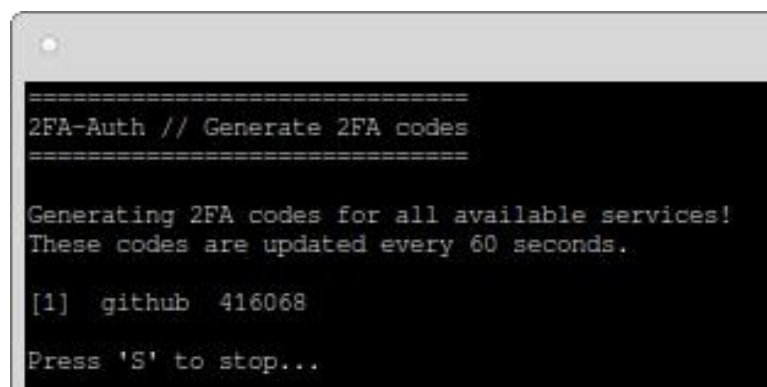 ==============================
2FA-Auth // Generate 2FA codes
==============================
Generating 2FA codes for all available services!
These codes are updated every 60 seconds.
[1] github 416068
Press 'S' to stop...